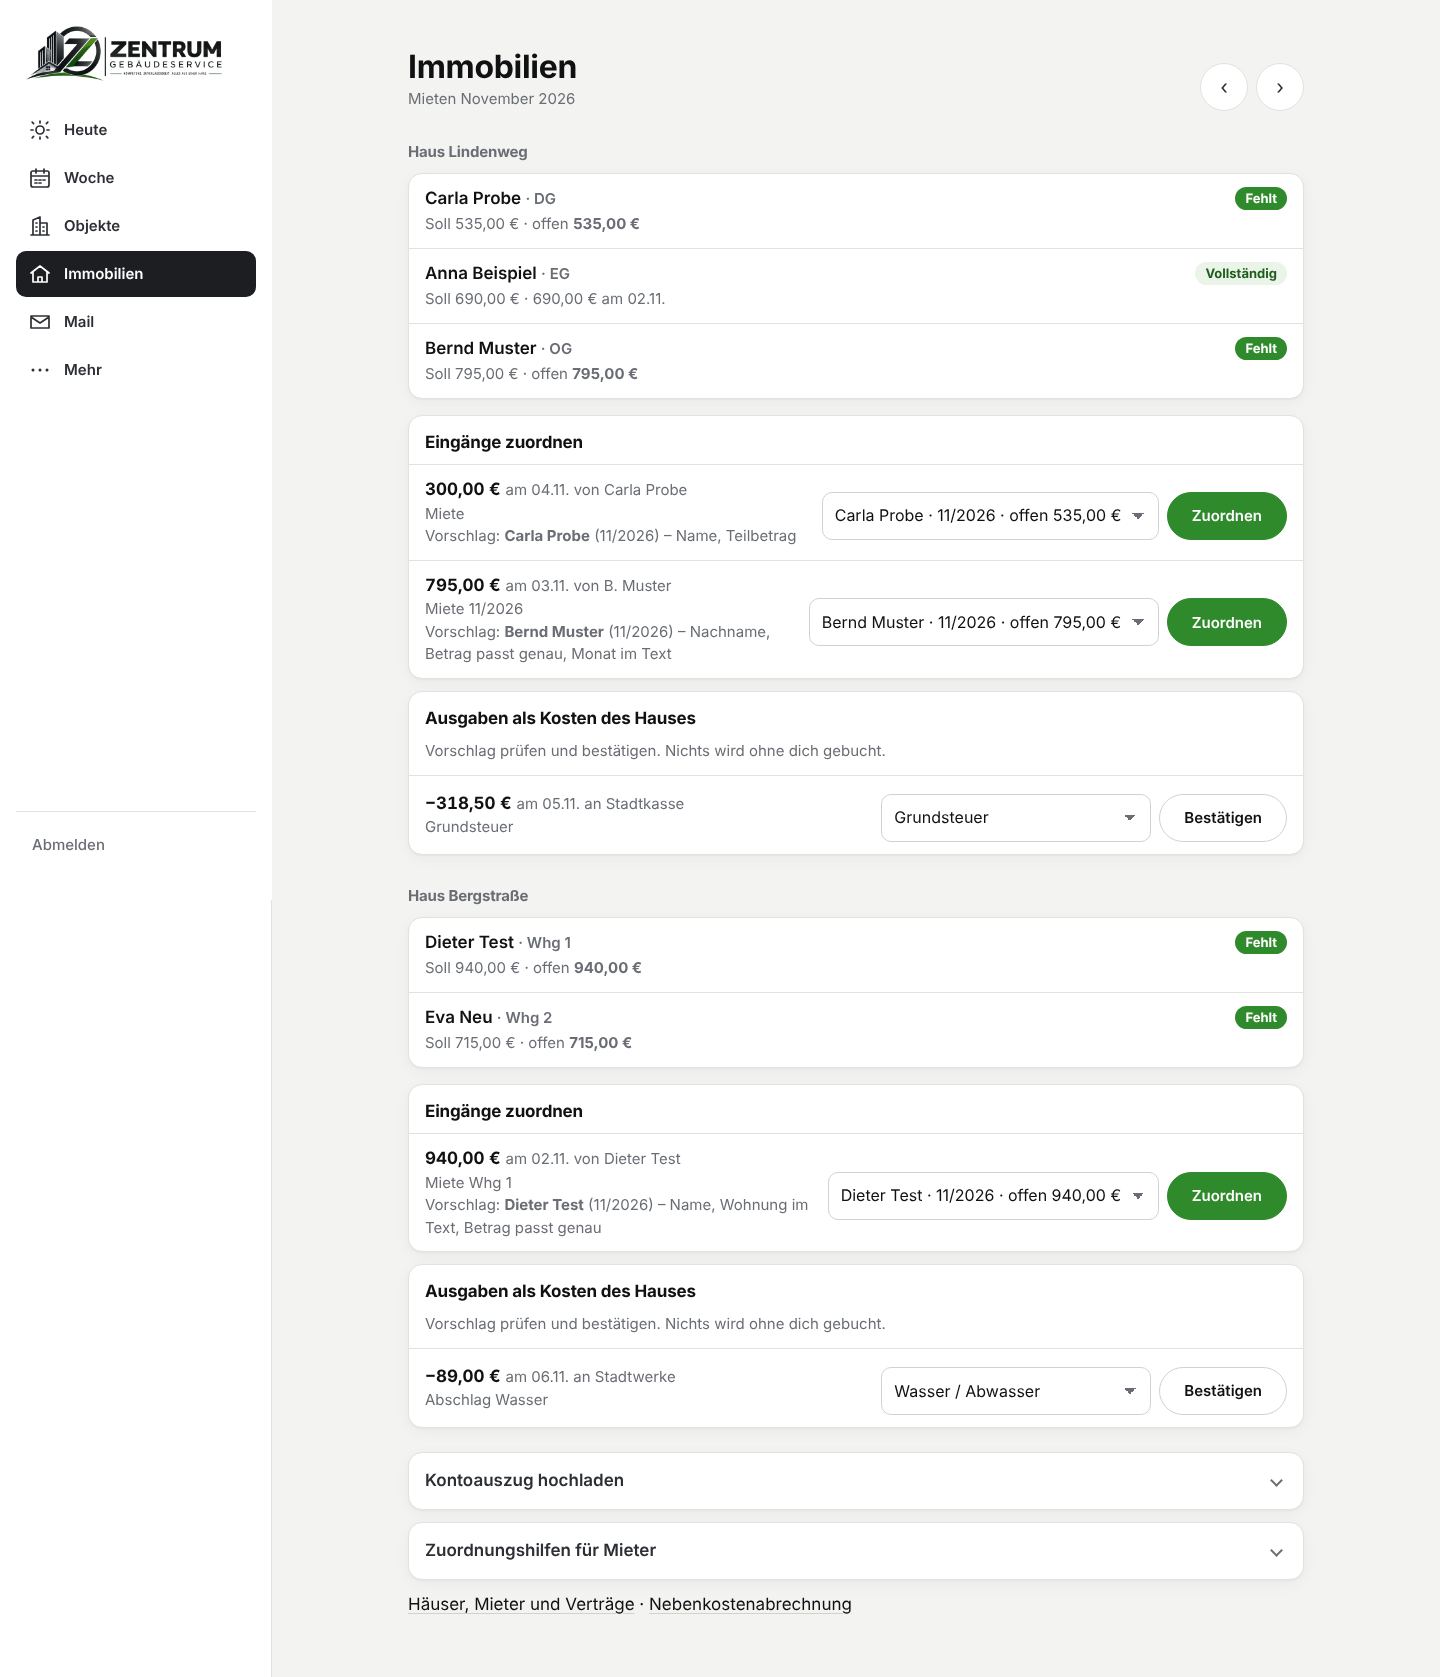 ZENTRUM
GEBÄUDESERVICE
Heute
Woche
Objekte
Immobilien
Mail
Mehr
Abmelden
Immobilien
Mieten November 2026
‹ ›
Haus Lindenweg
Carla Probe · DG Fehlt
Soll 535,00 € · offen 535,00 €
Anna Beispiel · EG Vollständig
Soll 690,00 € · 690,00 € am 02.11.
Bernd Muster · OG Fehlt
Soll 795,00 € · offen 795,00 €
Eingänge zuordnen
300,00 € am 04.11. von Carla Probe
Miete
Vorschlag: Carla Probe (11/2026) – Name, Teilbetrag
Carla Probe · 11/2026 · offen 535,00 € Zuordnen
795,00 € am 03.11. von B. Muster
Miete 11/2026
Vorschlag: Bernd Muster (11/2026) – Nachname,
Betrag passt genau, Monat im Text
Bernd Muster · 11/2026 · offen 795,00 € Zuordnen
Ausgaben als Kosten des Hauses
Vorschlag prüfen und bestätigen. Nichts wird ohne dich gebucht.
−318,50 € am 05.11. an Stadtkasse
Grundsteuer
Grundsteuer Bestätigen
Haus Bergstraße
Dieter Test · Whg 1 Fehlt
Soll 940,00 € · offen 940,00 €
Eva Neu · Whg 2 Fehlt
Soll 715,00 € · offen 715,00 €
Eingänge zuordnen
940,00 € am 02.11. von Dieter Test
Miete Whg 1
Vorschlag: Dieter Test (11/2026) – Name, Wohnung im
Text, Betrag passt genau
Dieter Test · 11/2026 · offen 940,00 € Zuordnen
Ausgaben als Kosten des Hauses
Vorschlag prüfen und bestätigen. Nichts wird ohne dich gebucht.
−89,00 € am 06.11. an Stadtwerke
Abschlag Wasser
Wasser / Abwasser Bestätigen
Kontoauszug hochladen
Zuordnungshilfen für Mieter
Häuser, Mieter und Verträge · Nebenkostenabrechnung